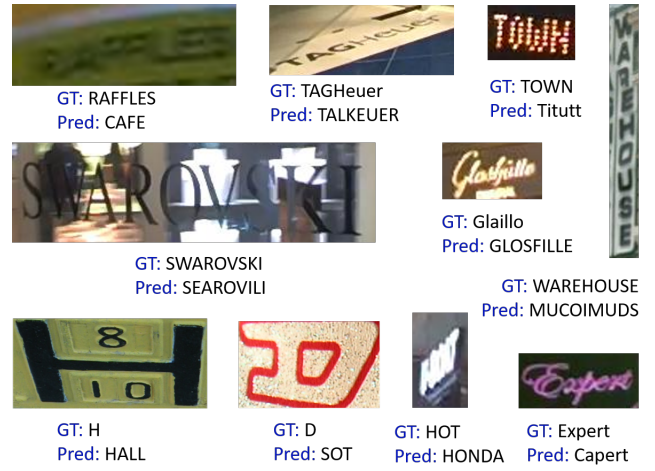 TAGHeuer
TOWN
GT: RAFFLES
Pred: CAFE
GT: TAGHeuer
Pred: TALKEUER
GT: TOWN
Pred: Titutt
WAREHOUSE
SWAROVSKI
Glashütte
GT: SWAROVSKI
Pred: SEAROVILI
GT: Glaillo
Pred: GLOSFILLE
GT: WAREHOUSE
Pred: MUCOIMUDS
8
H
10
D
HOT
Expert
GT: H
Pred: HALL
GT: D
Pred: SOT
GT: HOT
Pred: HONDA
GT: Expert
Pred: Capert